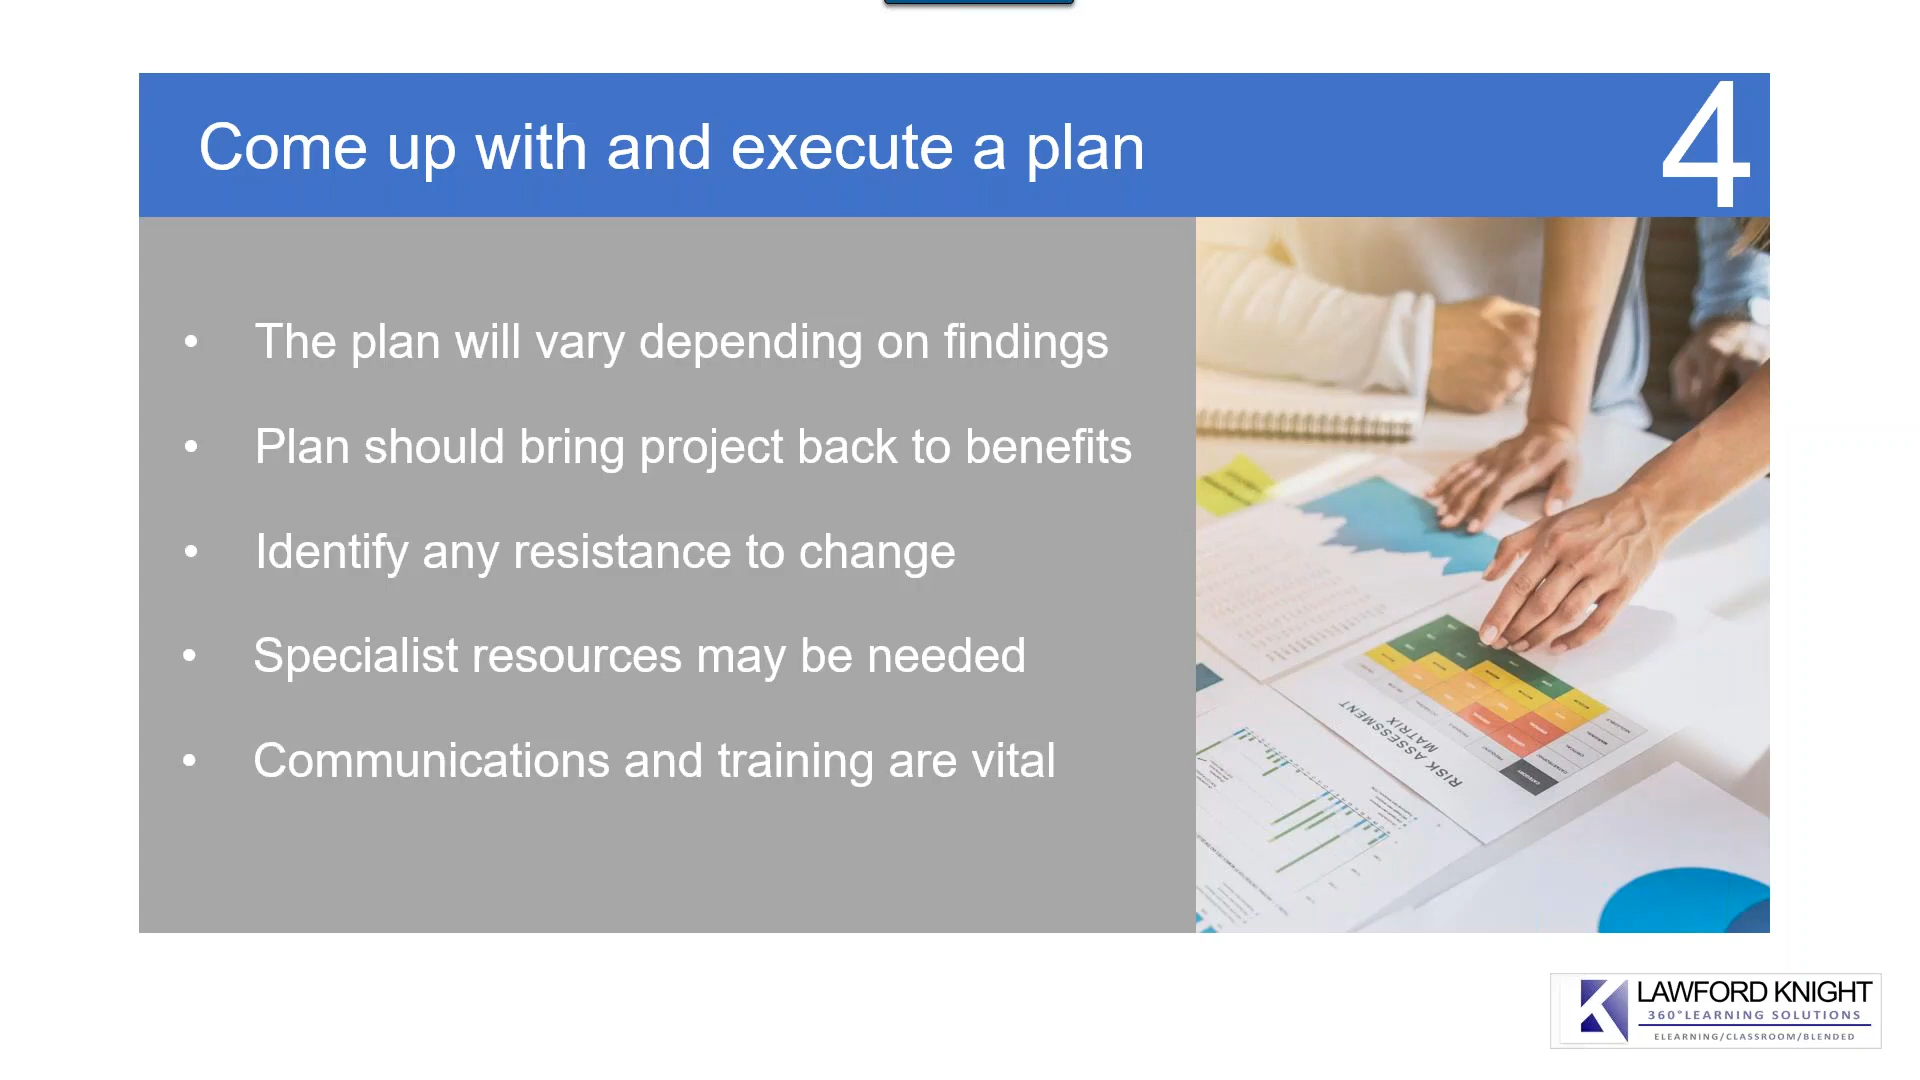 Come up with and execute a plan
4
• The plan will vary depending on findings
• Plan should bring project back to benefits
• Identify any resistance to change
• Specialist resources may be needed
• Communications and training are vital
RISK ASSESSMENT
MATRIX
LAWFORD KNIGHT
360°LEARNING SOLUTIONS
ELEARNING/CLASSROOM/BLENDED